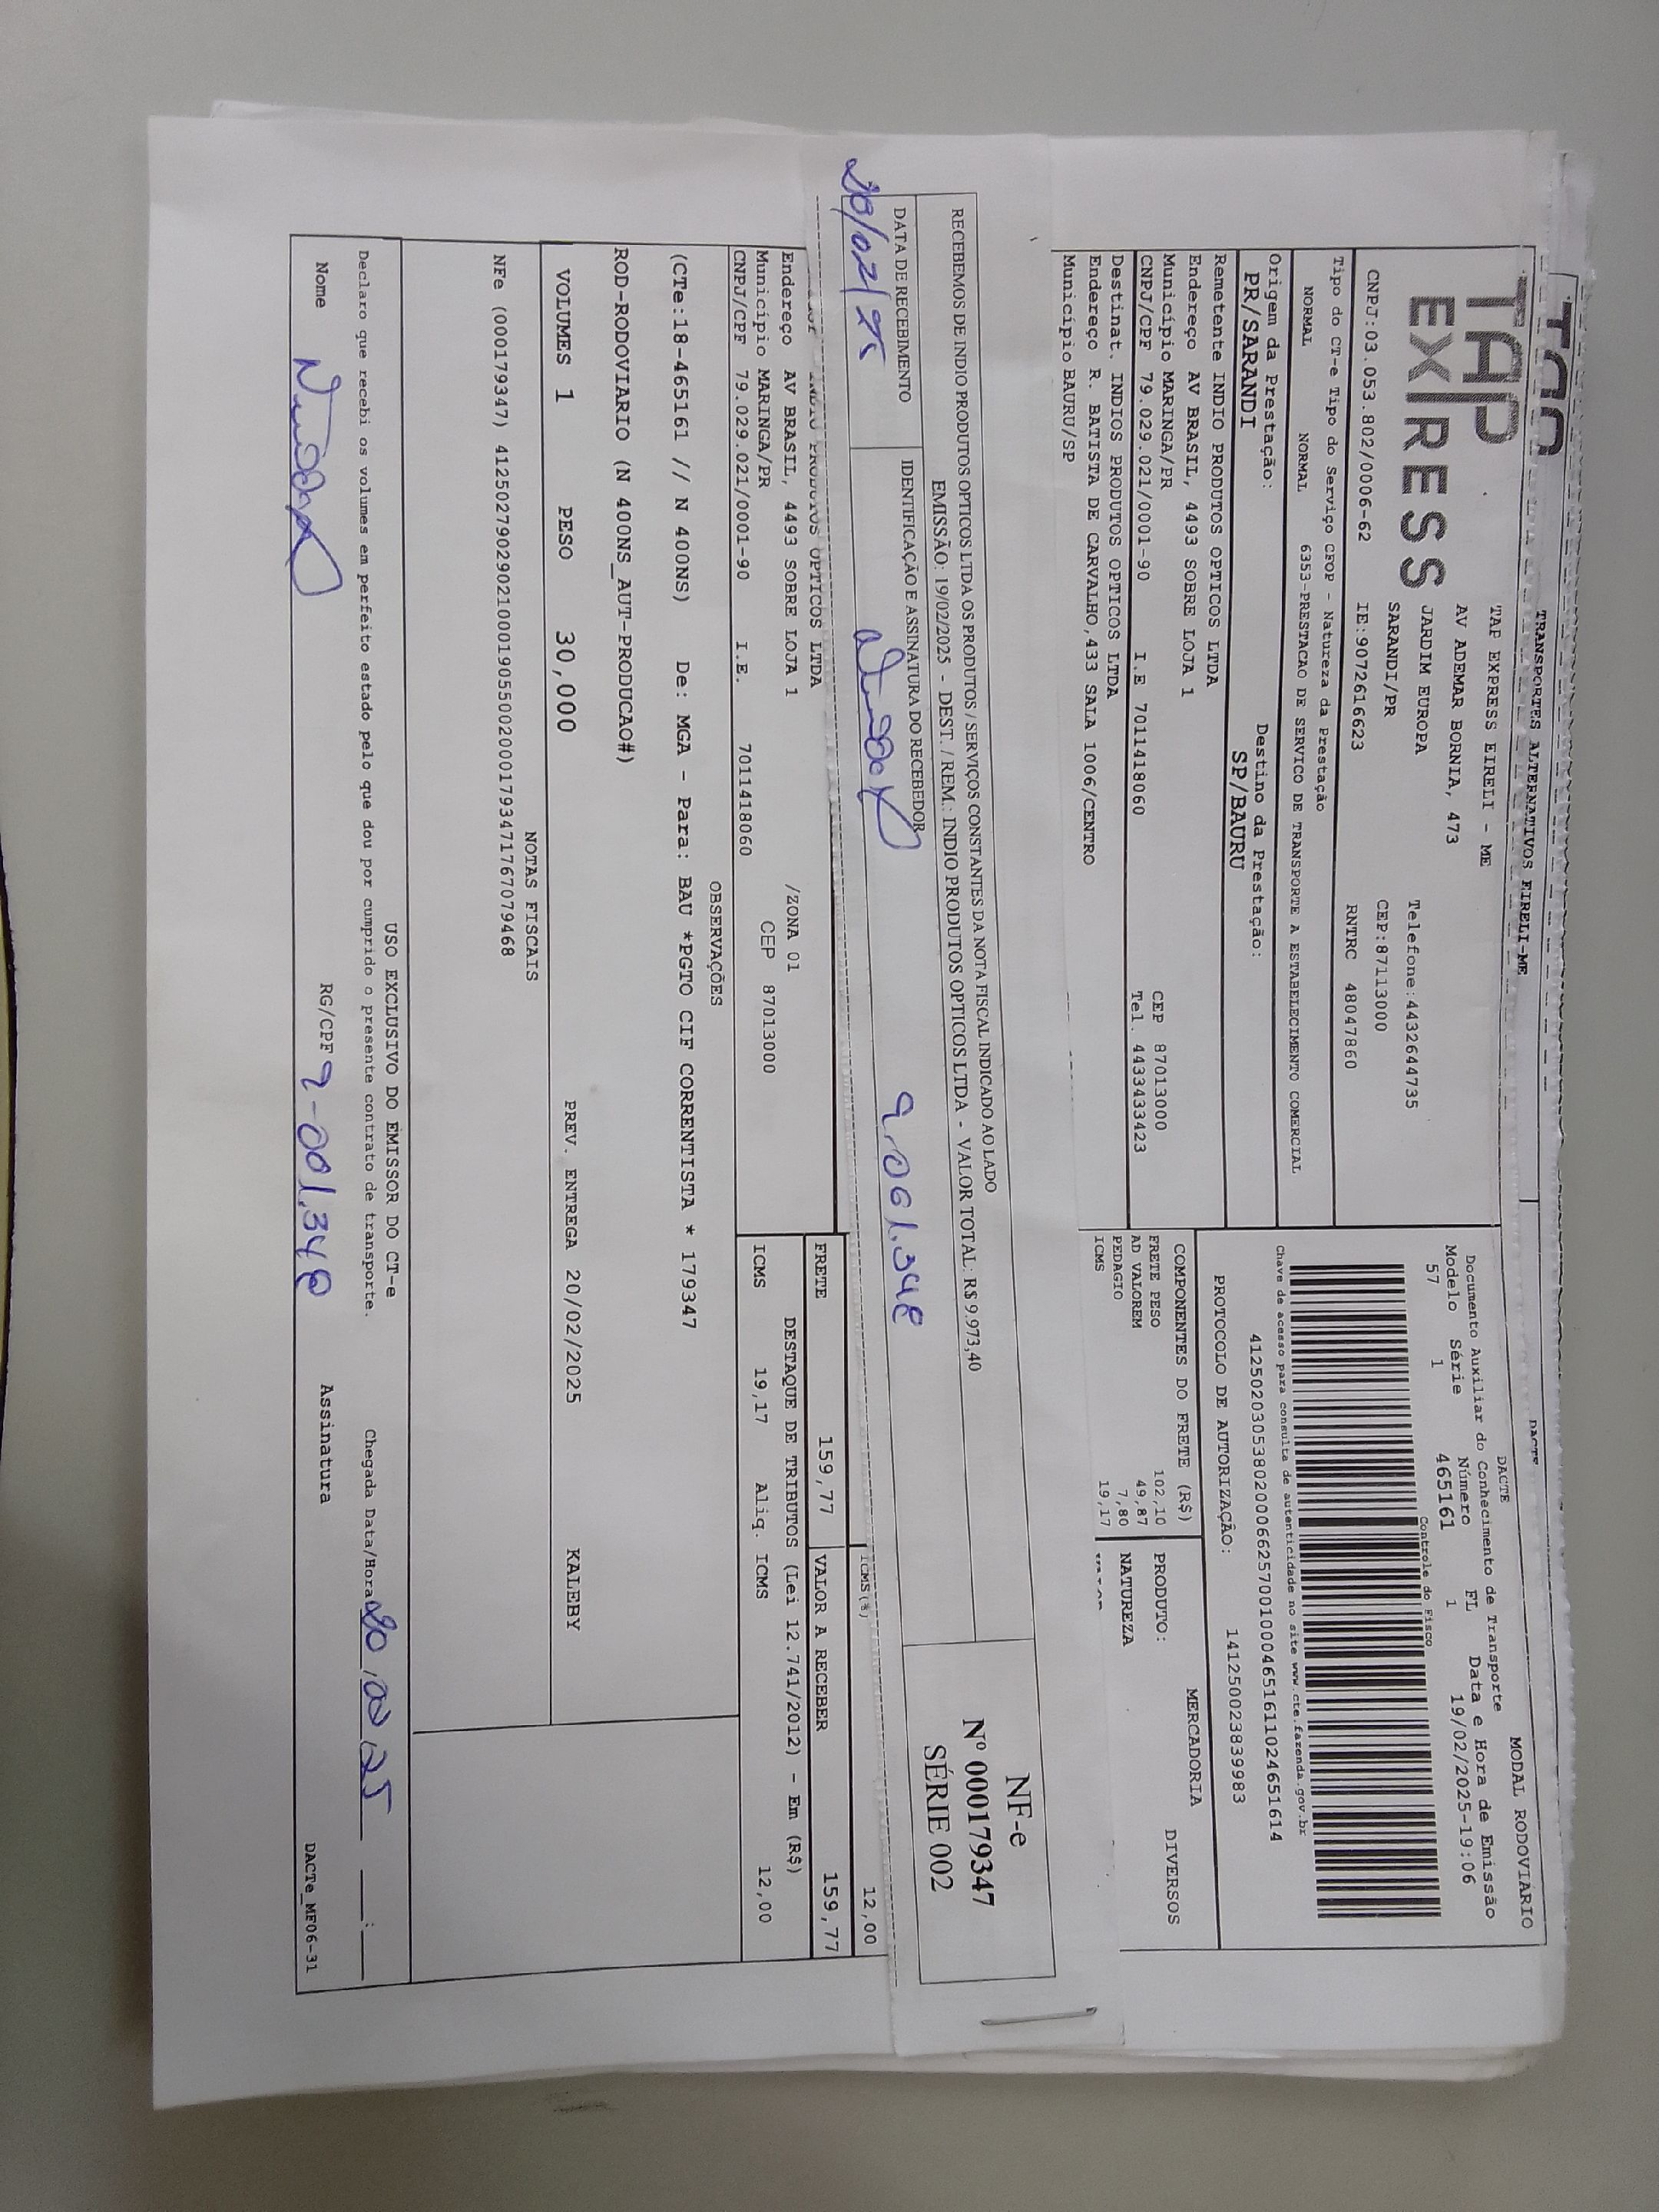 TRANSPORTES ALTERNATIVOS EIRELI-ME
DACTE
TAP EXPRESS
TAP EXPRESS EIRELI - ME
AV ADEMAR BORNIA, 473
JARDIM EUROPA
SARANDI/PR
Telefone:4432644735
CEP:87113000
CNPJ:03.053.802/0006-62 IE:9072616623 RNTRC 48047860
MODAL RODOVIARIO
DACTE
Documento Auxiliar do Conhecimento de Transporte
Modelo Série Número FL Data e Hora de Emissão
57 1 465161 1 19/02/2025-19:06
Controle do Fisco
Chave de acesso para consulta de autenticidade no site www.cte.fazenda.gov.br
41250203053802000662570010004651611024651614
PROTOCOLO DE AUTORIZAÇÃO: 141250023839983
Tipo do CT-e Tipo do Serviço CFOP - Natureza da Prestação
NORMAL NORMAL 6353-PRESTACAO DE SERVICO DE TRANSPORTE A ESTABELECIMENTO COMERCIAL
Origem da Prestação: Destino da Prestação:
PR/SARANDI SP/BAURU
Remetente INDIO PRODUTOS OPTICOS LTDA
Endereço AV BRASIL, 4493 SOBRE LOJA 1
Municipio MARINGA/PR CEP 87013000
CNPJ/CPF 79.029.021/0001-90 I.E 7011418060 Tel. 4433433423
Destinat. INDIOS PRODUTOS OPTICOS LTDA
Endereço R. BATISTA DE CARVALHO,433 SALA 1006/CENTRO
Municipio BAURU/SP
COMPONENTES DO FRETE (R$)
FRETE PESO 102,10
AD VALOREM 49,87
PEDAGIO 7,80
ICMS 19,17
MERCADORIA
PRODUTO: DIVERSOS
NATUREZA
RECEBEMOS DE INDIO PRODUTOS OPTICOS LTDA OS PRODUTOS / SERVIÇOS CONSTANTES DA NOTA FISCAL INDICADO AO LADO
EMISSÃO: 19/02/2025 - DEST. / REM.: INDIO PRODUTOS OPTICOS LTDA - VALOR TOTAL: R$ 9.973,40
DATA DE RECEBIMENTO IDENTIFICAÇÃO E ASSINATURA DO RECEBEDOR
20/02/25 9.061.348
NF-e
Nº 000179347
SÉRIE 002
INDIO PRODUTOS OPTICOS LTDA
Endereço AV BRASIL, 4493 SOBRE LOJA 1 /ZONA 01
Município MARINGA/PR CEP 87013000
CNPJ/CPF 79.029.021/0001-90 I.E. 7011418060
ICMS(%) 12,00
FRETE 159,77 VALOR A RECEBER 159,77
DESTAQUE DE TRIBUTOS (Lei 12.741/2012) - Em (R$)
ICMS 19,17 Aliq. ICMS 12,00
OBSERVAÇÕES
(CTe:18-465161 // N 400NS) De: MGA - Para: BAU *PGTO CIF CORRENTISTA * 179347
ROD-RODOVIARIO (N 400NS_AUT-PRODUCAO#)
VOLUMES 1 PESO 30,000 PREV. ENTREGA 20/02/2025 KALEBY
NOTAS FISCAIS
NFe (000179347) 41250279029021000190550020001793471767079468
USO EXCLUSIVO DO EMISSOR DO CT-e
Declaro que recebi os volumes em perfeito estado pelo que dou por cumprido o presente contrato de transporte. Chegada Data/Hora
Nome RG/CPF 9-001.348 Assinatura
DACTe_MF06-31